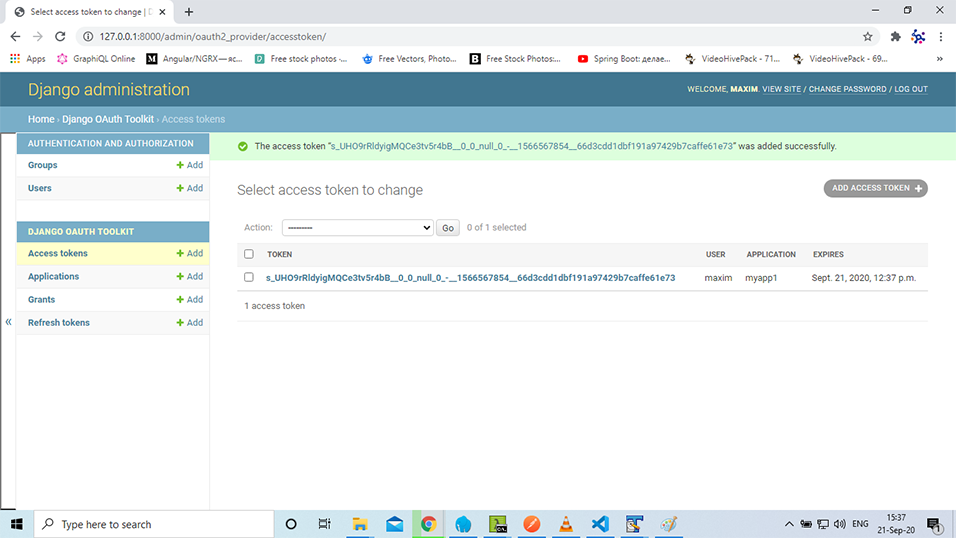 Select access token to change | D
127.0.0.1:8000/admin/oauth2_provider/accesstoken/
Apps
GraphiQL Online
Angular/NGRX — яс...
Free stock photos -...
Free Vectors, Photo...
Free Stock Photos:...
Spring Boot: делае...
VideoHivePack - 71...
VideoHivePack - 69...
»
Django administration
WELCOME, MAXIM. VIEW SITE / CHANGE PASSWORD / LOG OUT
Home › Django OAuth Toolkit › Access tokens
AUTHENTICATION AND AUTHORIZATION
Groups + Add
Users + Add
DJANGO OAUTH TOOLKIT
Access tokens + Add
Applications + Add
Grants + Add
Refresh tokens + Add
«
The access token “s_UHO9rRldyigMQCe3tv5r4bB__0_0_null_0_-__1566567854__66d3cdd1dbf191a97429b7caffe61e73” was added successfully.
Select access token to change
ADD ACCESS TOKEN +
Action: --------- Go 0 of 1 selected
TOKEN USER APPLICATION EXPIRES
s_UHO9rRldyigMQCe3tv5r4bB__0_0_null_0_-__1566567854__66d3cdd1dbf191a97429b7caffe61e73 maxim myapp1 Sept. 21, 2020, 12:37 p.m.
1 access token
Type here to search
ENG
15:37
21-Sep-20
1